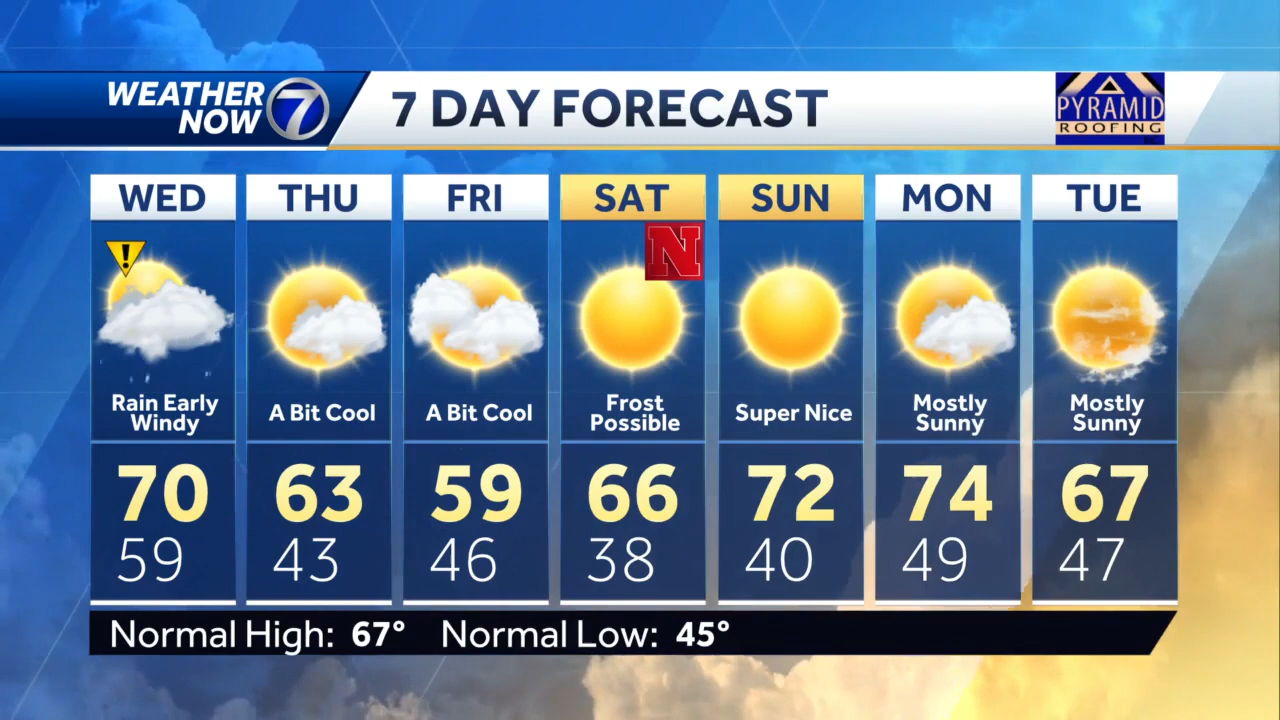 WEATHER
NOW 7
7 DAY FORECAST
PYRAMID
ROOFING
WED THU FRI SAT SUN MON TUE
!
N
Rain Early
Windy
A Bit Cool
A Bit Cool
Frost
Possible
Super Nice
Mostly
Sunny
Mostly
Sunny
70 63 59 66 72 74 67
59 43 46 38 40 49 47
Normal High: 67° Normal Low: 45°